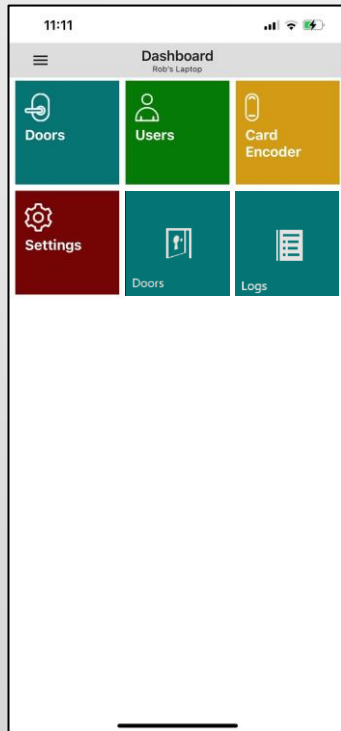 11:11
Dashboard
Rob's Laptop
Doors
Users
Card
Encoder
Settings
Doors
Logs